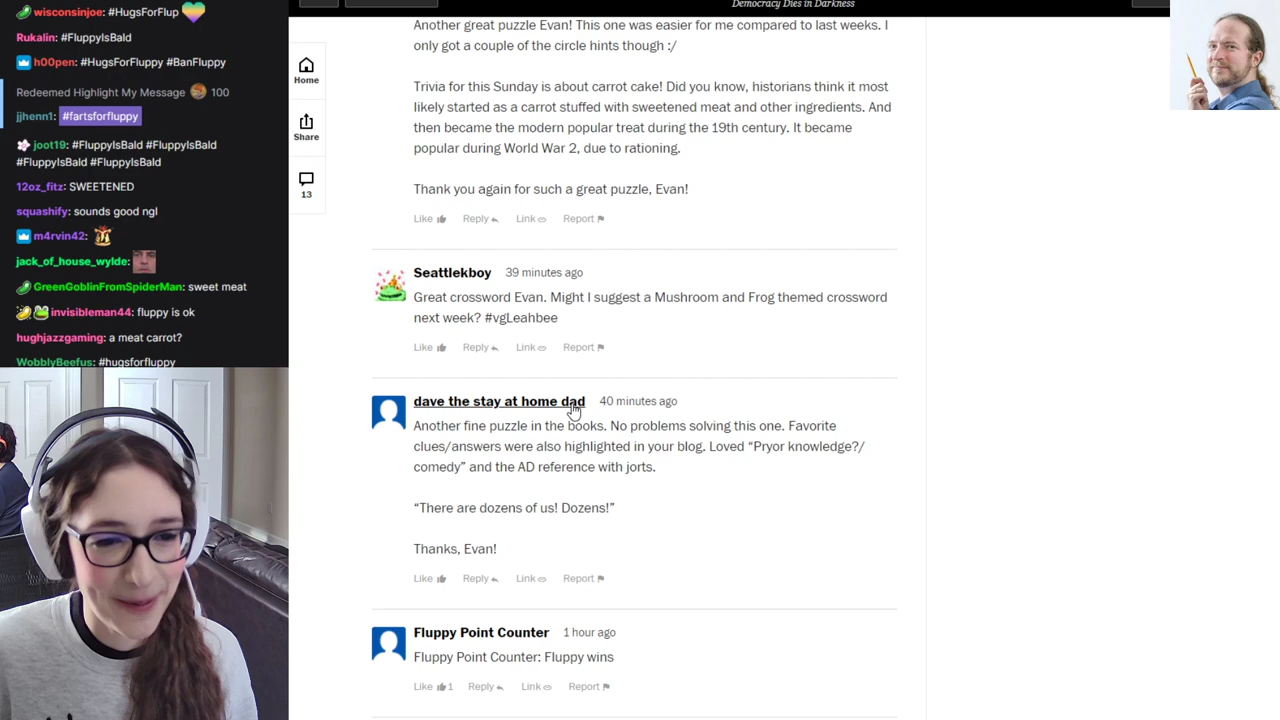 wisconsinjoe: #HugsForFlup
Rukalin: #FluppyIsBald
h00pen: #HugsForFluppy #BanFluppy
Redeemed Highlight My Message 100
jjhenn1: #fartsforfluppy
joot19: #FluppyIsBald #FluppyIsBald
#FluppyIsBald #FluppyIsBald
12oz_fitz: SWEETENED
squashify: sounds good ngl
m4rvin42:
jack_of_house_wylde:
GreenGoblinFromSpiderMan: sweet meat
invisibleman44: fluppy is ok
hughjazzgaming: a meat carrot?
WobblyBeefus: #hugsforfluppy
Home
Share
13
Democracy Dies in Darkness
Another great puzzle Evan! This one was easier for me compared to last weeks. I
only got a couple of the circle hints though :/
Trivia for this Sunday is about carrot cake! Did you know, historians think it most
likely started as a carrot stuffed with sweetened meat and other ingredients. And
then became the modern popular treat during the 19th century. It became
popular during World War 2, due to rationing.
Thank you again for such a great puzzle, Evan!
Like Reply Link Report
Seattlekboy 39 minutes ago
Great crossword Evan. Might I suggest a Mushroom and Frog themed crossword
next week? #vgLeahbee
Like Reply Link Report
dave the stay at home dad 40 minutes ago
Another fine puzzle in the books. No problems solving this one. Favorite
clues/answers were also highlighted in your blog. Loved “Pryor knowledge?/
comedy” and the AD reference with jorts.
“There are dozens of us! Dozens!”
Thanks, Evan!
Like Reply Link Report
Fluppy Point Counter 1 hour ago
Fluppy Point Counter: Fluppy wins
Like 1 Reply Link Report